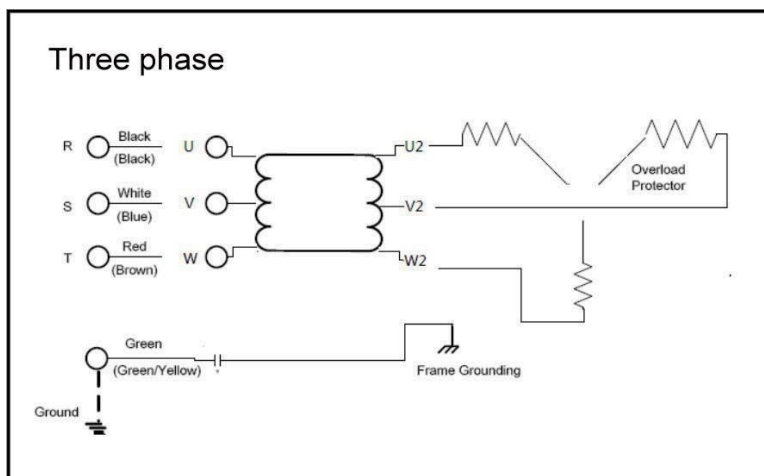 Three phase
R Black U U2
(Black)
Overload
Protector
S White V V2
(Blue)
T Red W W2
(Brown)
Green
(Green/Yellow) Frame Grounding
Ground